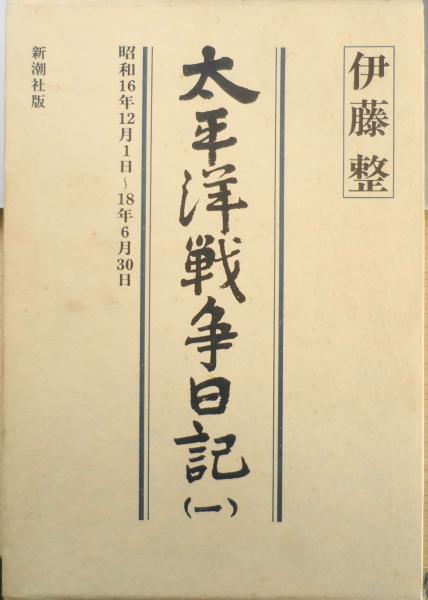 伊藤整
太平洋戦争日記
(一)
昭和16年12月1日~18年6月30日
新潮社版